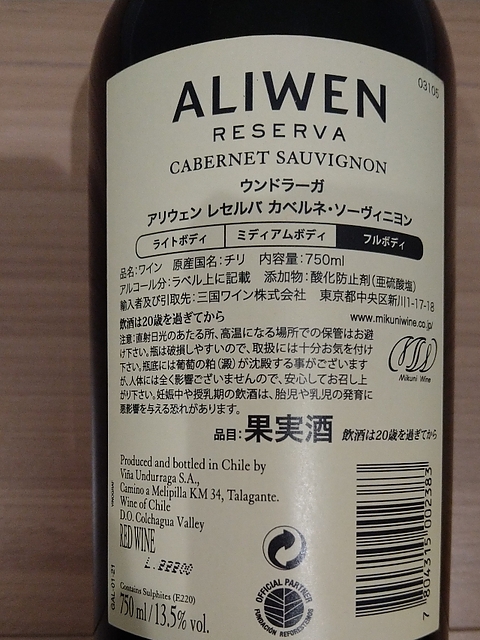 03105
ALIWEN
RESERVA
CABERNET SAUVIGNON
ウンドラーガ
アリウェン レセルバ カベルネ・ソーヴィニヨン
ライトボディ ミディアムボディ フルボディ
品名:ワイン 原産国名:チリ 内容量:750ml
アルコール分:ラベル上に記載 添加物:酸化防止剤(亜硫酸塩)
輸入者及び引取先:三国ワイン株式会社 東京都中央区新川1-17-18
飲酒は20歳を過ぎてから www.mikuniwine.co.jp/
注意:直射日光のあたる所、高温になる場所での保管はお避
け下さい。瓶は破損しやすいので、取扱には十分お気を付け
下さい。瓶底には葡萄の粕(澱)が沈殿する事がございます
が、人体には全く影響ございませんので、安心してお召し上
がり下さい。妊娠中や授乳期の飲酒は、胎児や乳児の発育に
悪影響を与える恐れがあります。
Mikuni Wine
品目:果実酒 飲酒は20歳を過ぎてから
Produced and bottled in Chile by
Viña Undurraga S.A.,
Camino a Melipilla KM 34, Talagante.
Wine of Chile
D.O. Colchagua Valley
RED WINE
Contains Sulphites (E220)
750 ml/13.5% vol.
OFFICIAL PARTNER
FUNDACIÓN REFORESTEMOS
7 804315 002383